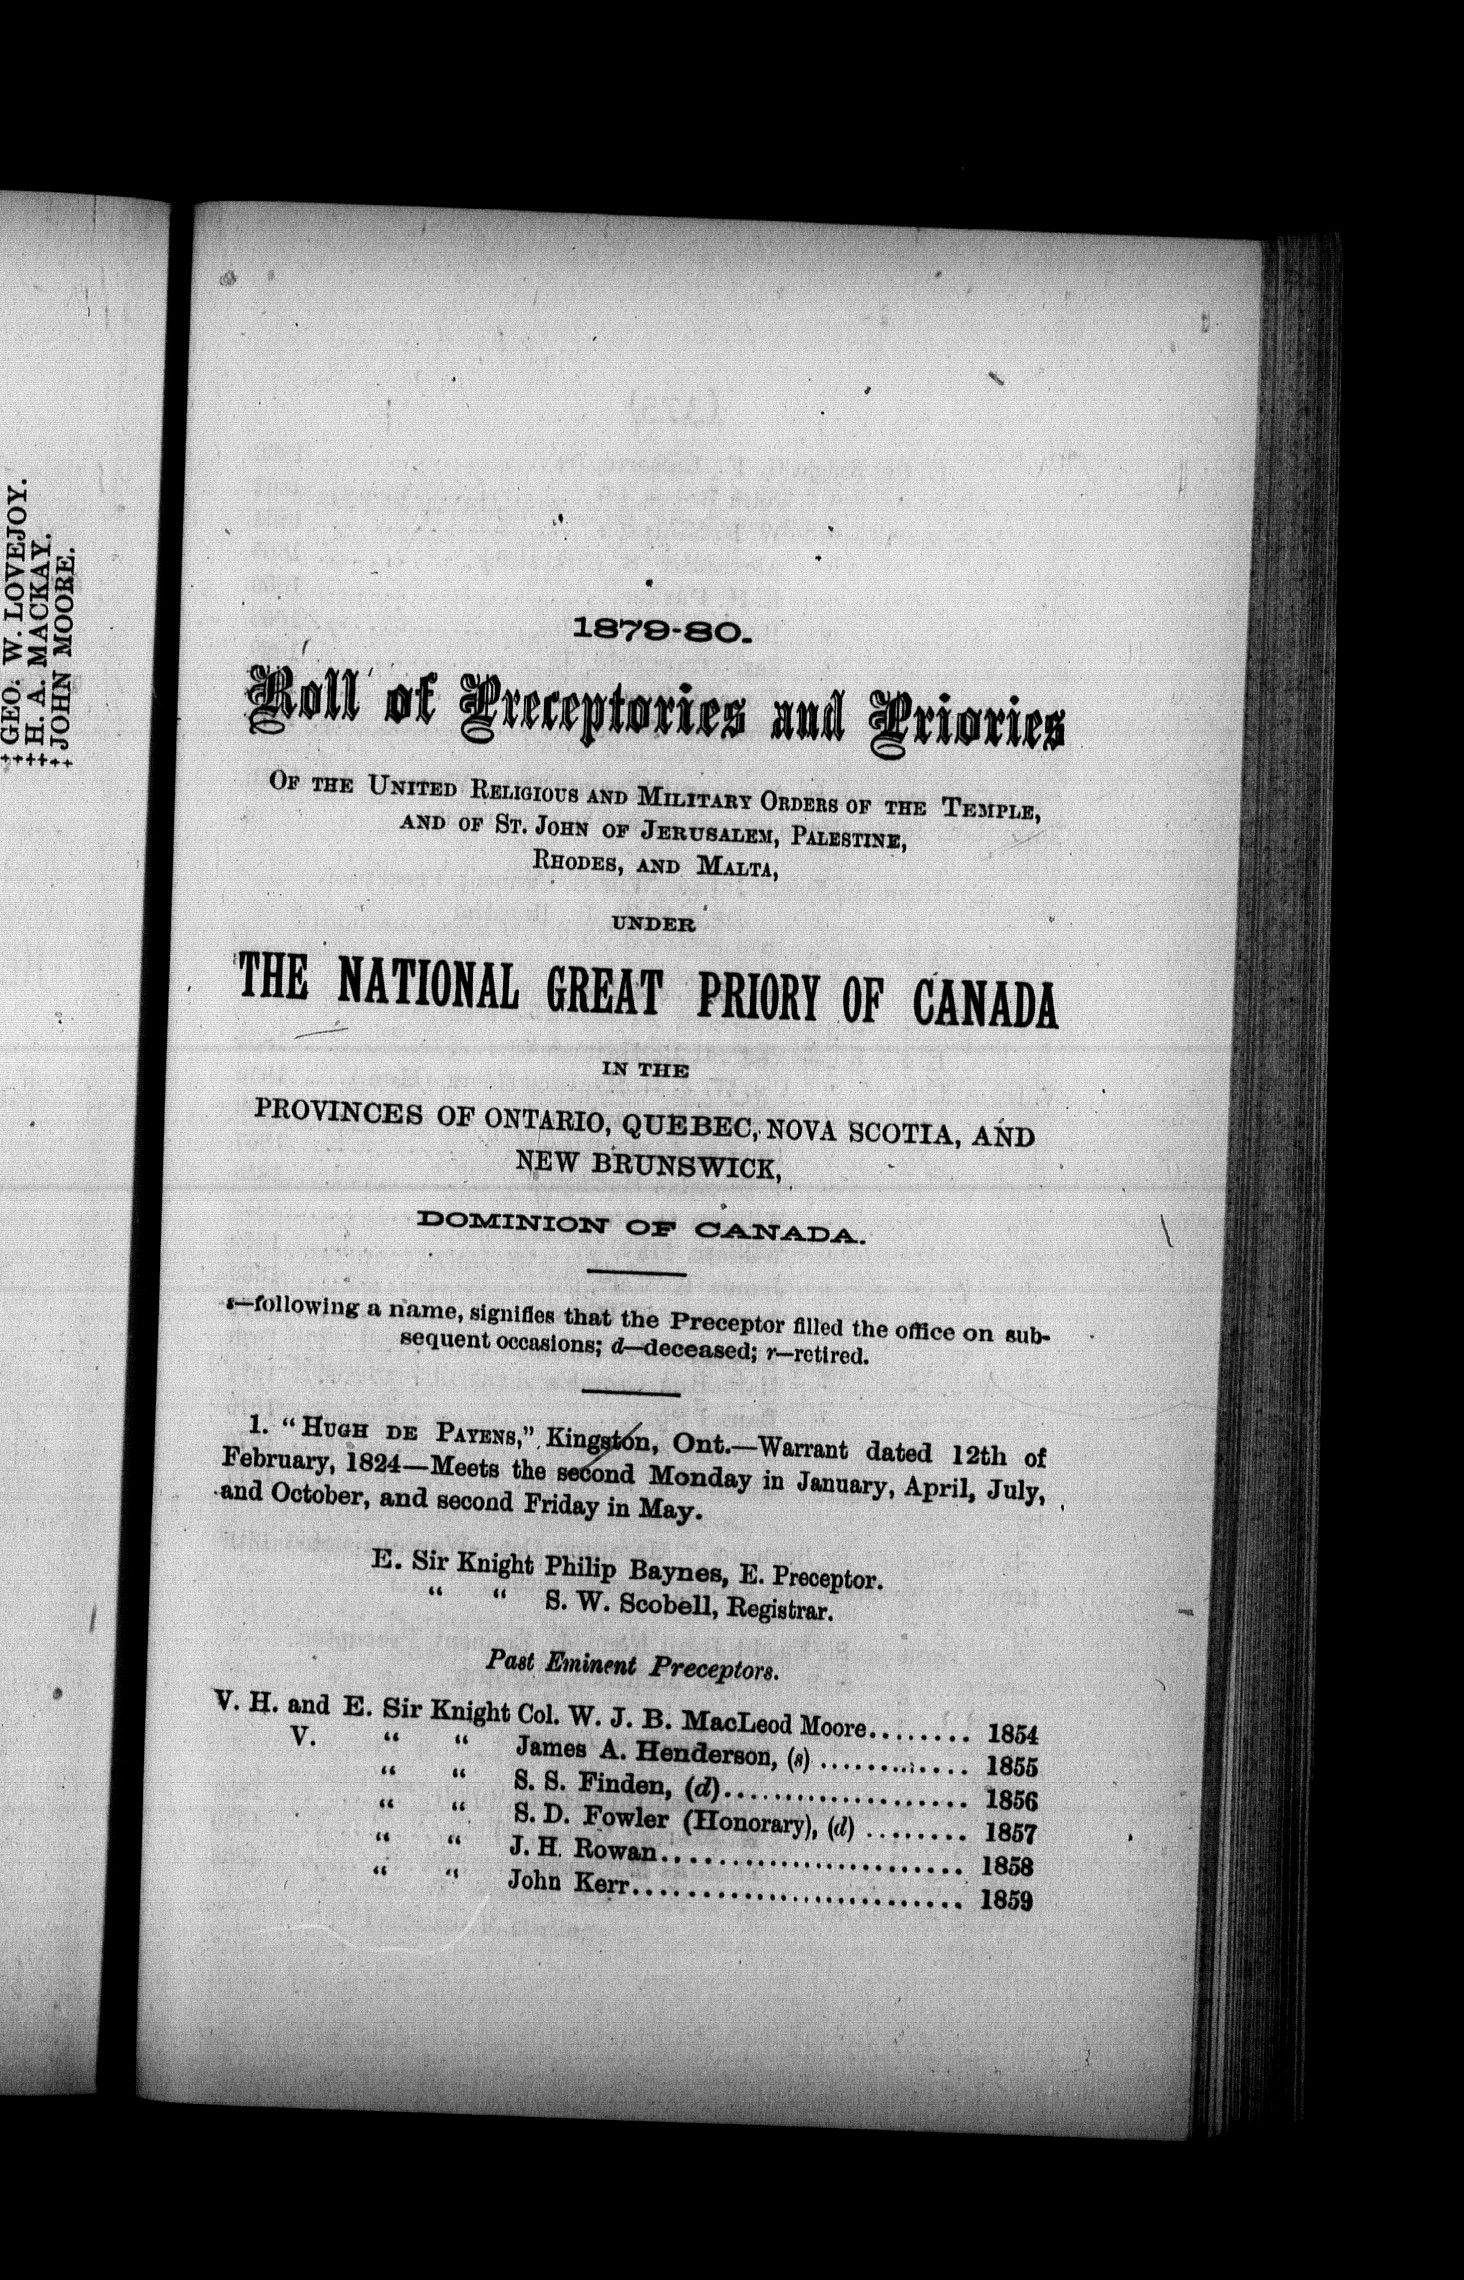 ‡GEO. W. LOVEJOY.
‡H. A. MACKAY.
‡JOHN MOORE.
1879-80.
Roll of Preceptories and Priories
OF THE UNITED RELIGIOUS AND MILITARY ORDERS OF THE TEMPLE,
AND OF ST. JOHN OF JERUSALEM, PALESTINE,
RHODES, AND MALTA,
UNDER
THE NATIONAL GREAT PRIORY OF CANADA
IN THE
PROVINCES OF ONTARIO, QUEBEC, NOVA SCOTIA, AND
NEW BRUNSWICK,
DOMINION OF CANADA.
s—following a name, signifies that the Preceptor filled the office on sub-
sequent occasions; d—deceased; r—retired.
1. "HUGH DE PAYENS," Kingston, Ont.—Warrant dated 12th of
February, 1824—Meets the second Monday in January, April, July,
and October, and second Friday in May.
E. Sir Knight Philip Baynes, E. Preceptor.
" " S. W. Scobell, Registrar.
Past Eminent Preceptors.
V. H. and E. Sir Knight Col. W. J. B. MacLeod Moore........ 1854
V. " " James A. Henderson, (s) ............. 1855
" " S. S. Finden, (d)..................... 1856
" " S. D. Fowler (Honorary), (d) ........ 1857
" " J. H. Rowan.......................... 1858
" " John Kerr............................ 1859